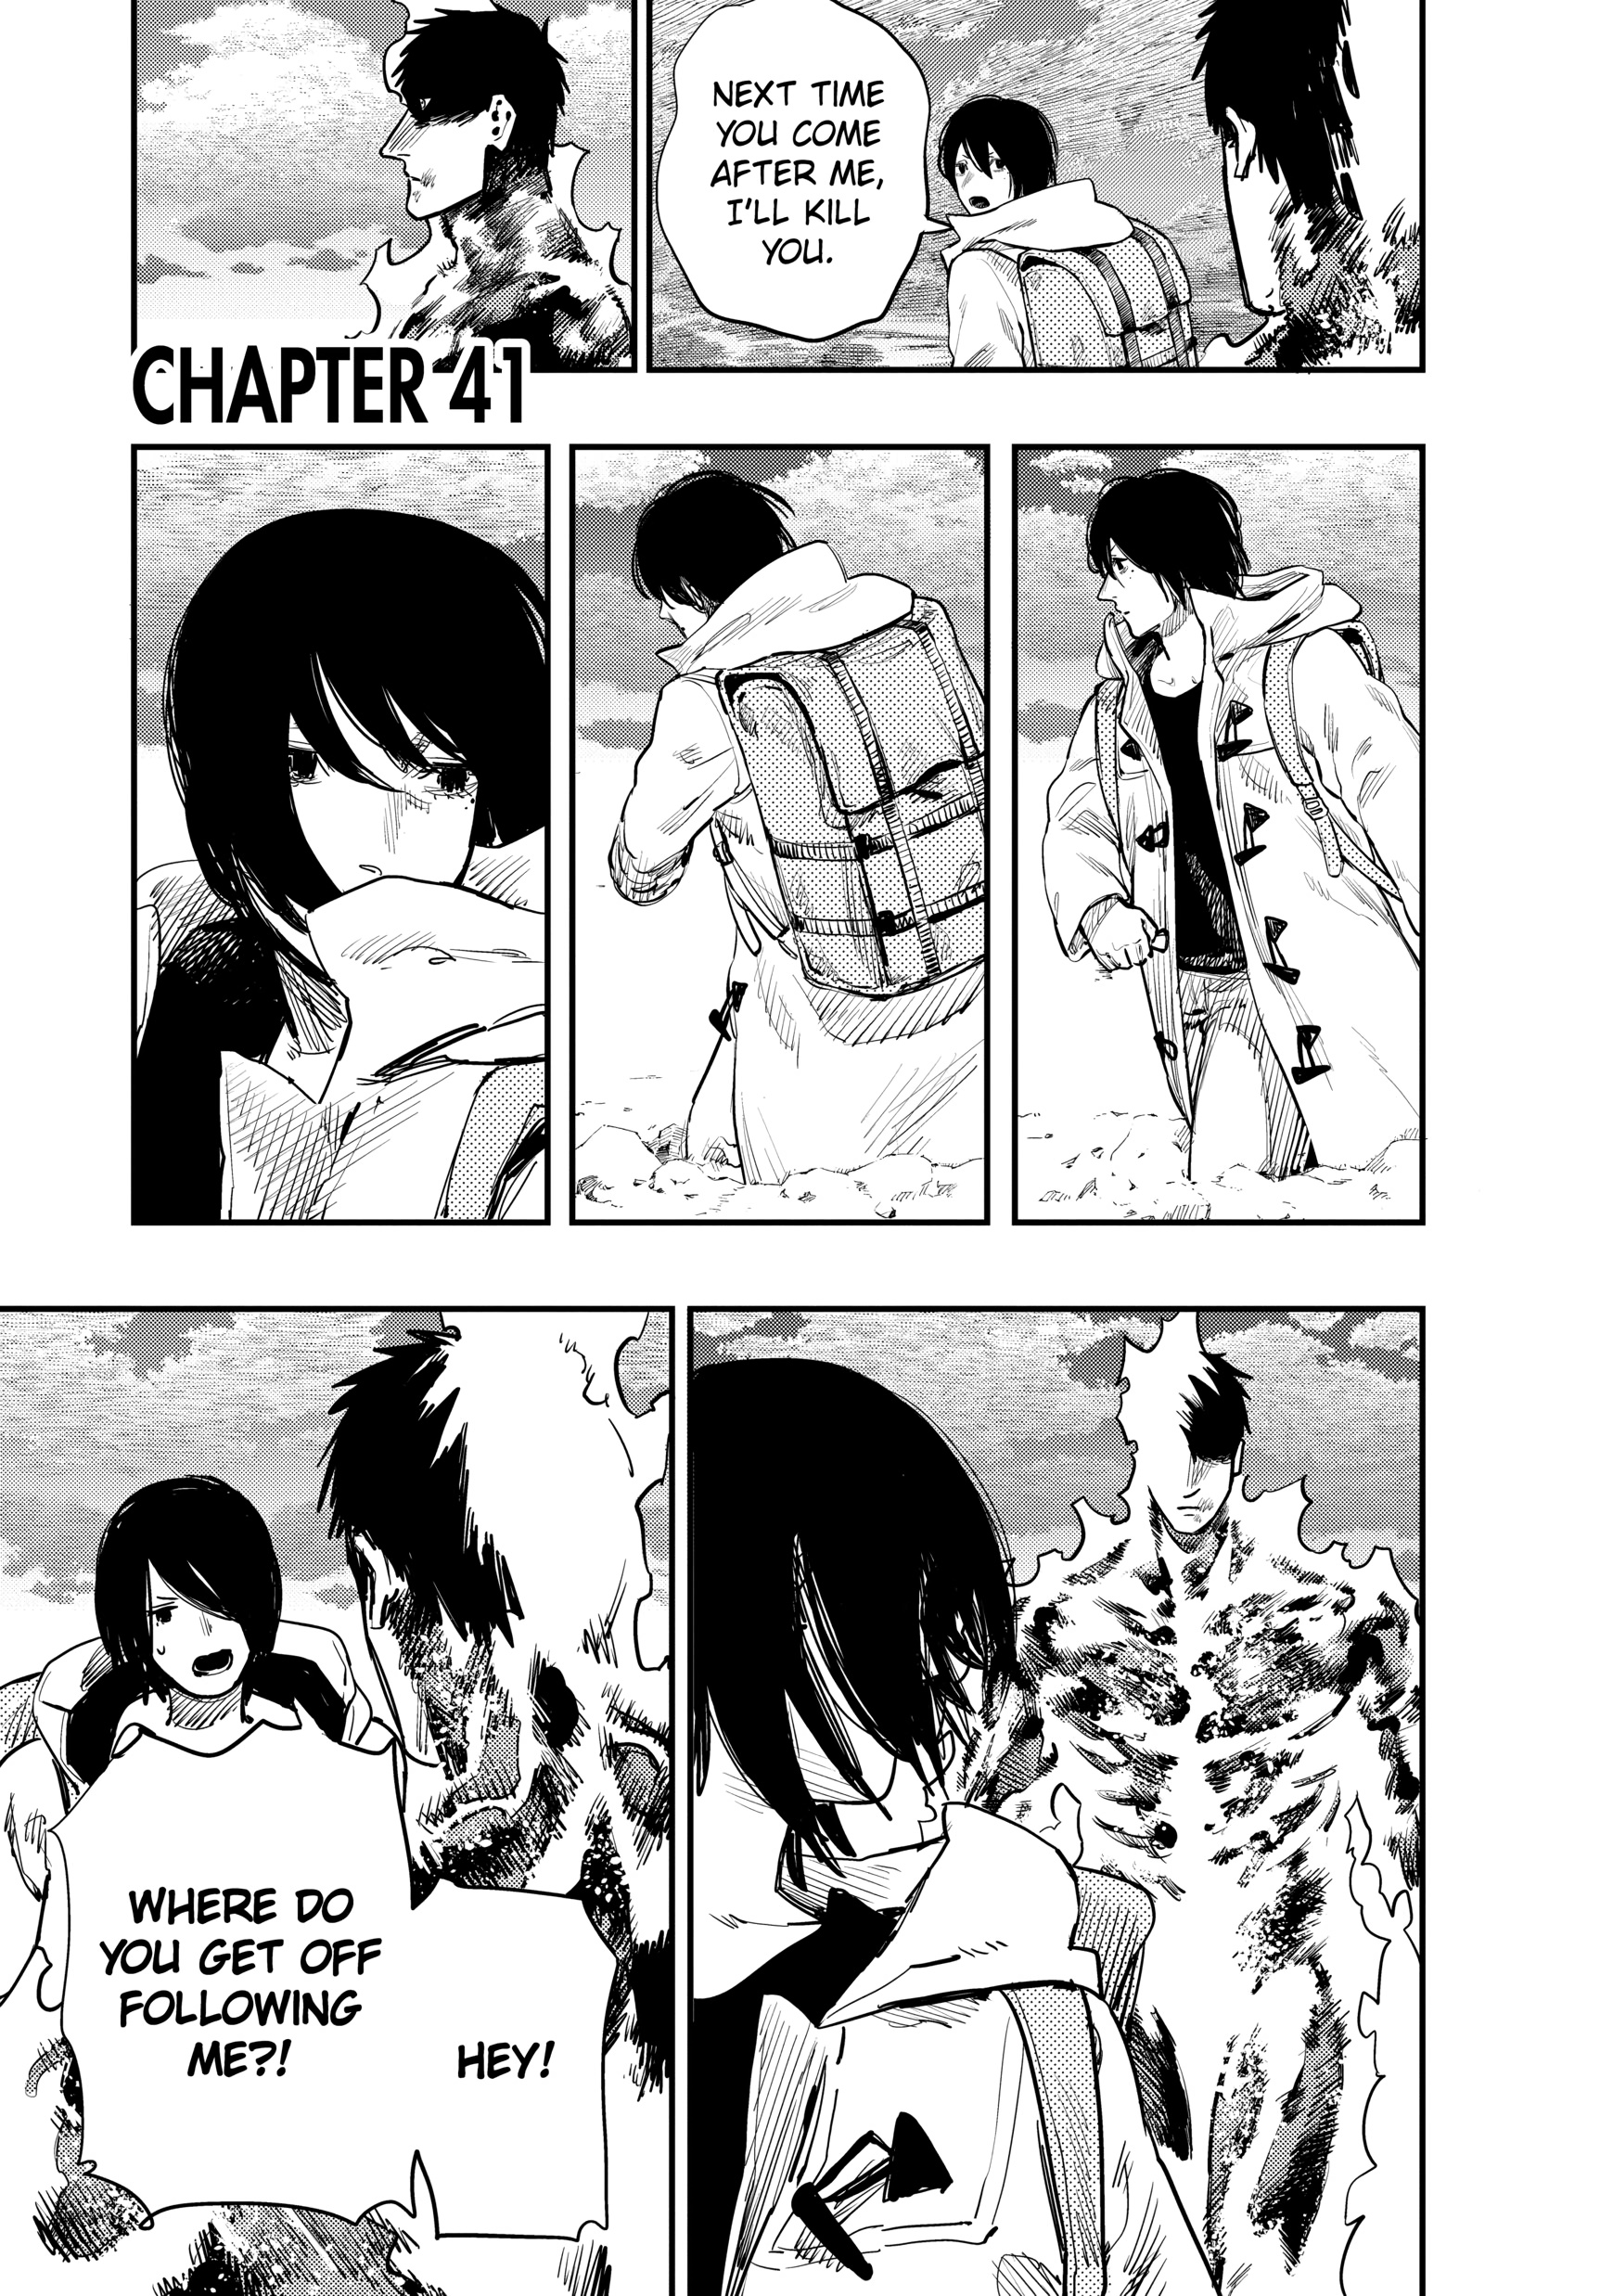 NEXT TIME
YOU COME
AFTER ME,
I'LL KILL
YOU.
CHAPTER 41
HEY!
WHERE DO
YOU GET OFF
FOLLOWING
ME?!